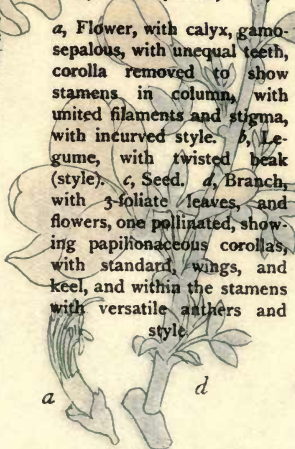 a, Flower, with calyx, gamo-
sepalous, with unequal teeth,
corolla removed to show
stamens in column, with
united filaments and stigma,
with incurved style. b, Le-
gume, with twisted beak
(style). c, Seed. d, Branch,
with 3-foliate leaves, and
flowers, one pollinated, show-
ing papilionaceous corollas,
with standard, wings, and
keel, and within the stamens
with versatile anthers and
style.
a
d